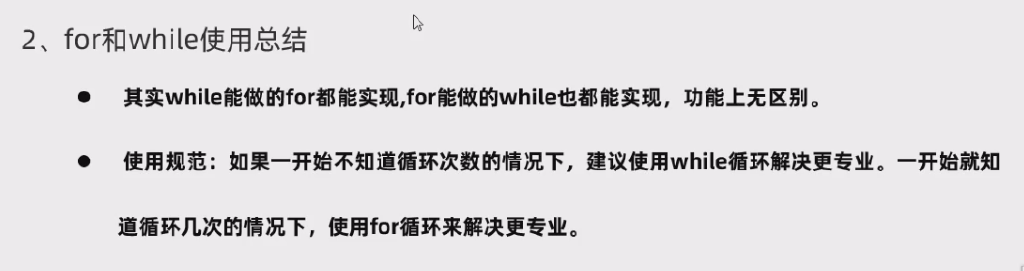 2、for和while使用总结
● 其实while能做的for都能实现,for能做的while也都能实现，功能上无区别。
● 使用规范：如果一开始不知道循环次数的情况下，建议使用while循环解决更专业。一开始就知
道循环几次的情况下，使用for循环来解决更专业。